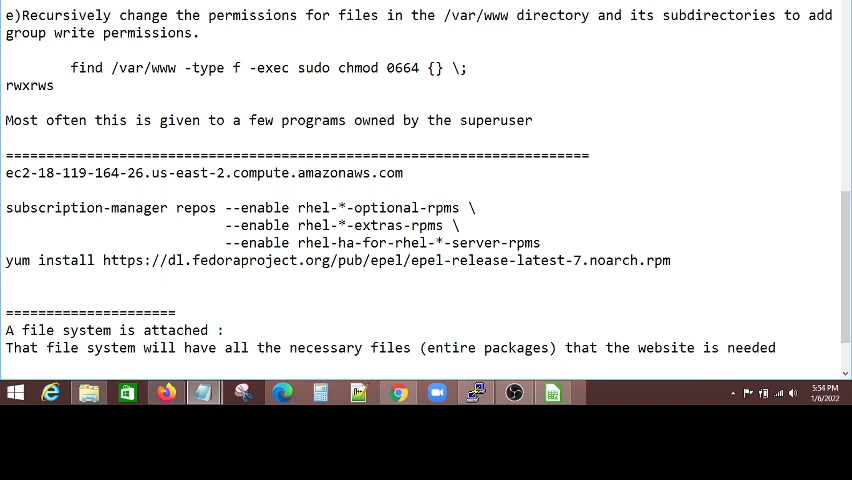 e)Recursively change the permissions for files in the /var/www directory and its subdirectories to add
group write permissions.
find /var/www -type f -exec sudo chmod 0664 {} \;
rwxrws
Most often this is given to a few programs owned by the superuser
========================================================================
ec2-18-119-164-26.us-east-2.compute.amazonaws.com
subscription-manager repos --enable rhel-*-optional-rpms \
--enable rhel-*-extras-rpms \
--enable rhel-ha-for-rhel-*-server-rpms
yum install https://dl.fedoraproject.org/pub/epel/epel-release-latest-7.noarch.rpm
=====================
A file system is attached :
That file system will have all the necessary files (entire packages) that the website is needed
5:54 PM
1/6/2022